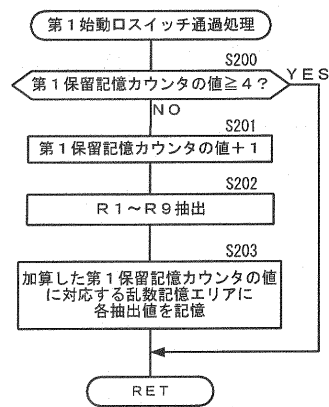 第1始動口スイッチ通過処理
S200
第1保留記憶カウンタの値≧4?
YES
NO
S201
第1保留記憶カウンタの値+1
S202
R1~R9抽出
S203
加算した第1保留記憶カウンタの値
に対応する乱数記憶エリアに
各抽出値を記憶
RET